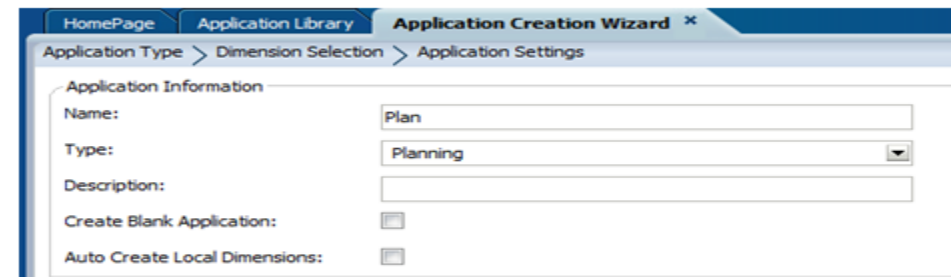 HomePage Application Library Application Creation Wizard ×
Application Type > Dimension Selection > Application Settings
Application Information
Name: Plan
Type: Planning
Description:
Create Blank Application:
Auto Create Local Dimensions: